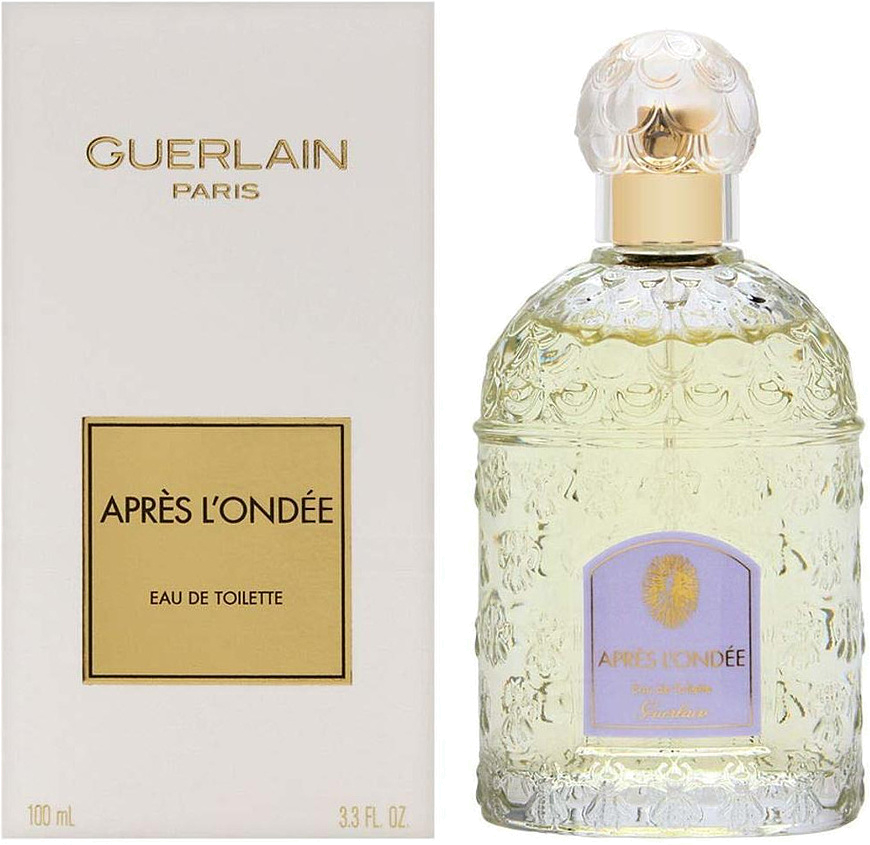 GUERLAIN
PARIS
APRÈS L'ONDÉE
EAU DE TOILETTE
100 mL
3.3 FL. OZ.
APRÈS L'ONDÉE
Eau de Toilette
Guerlain